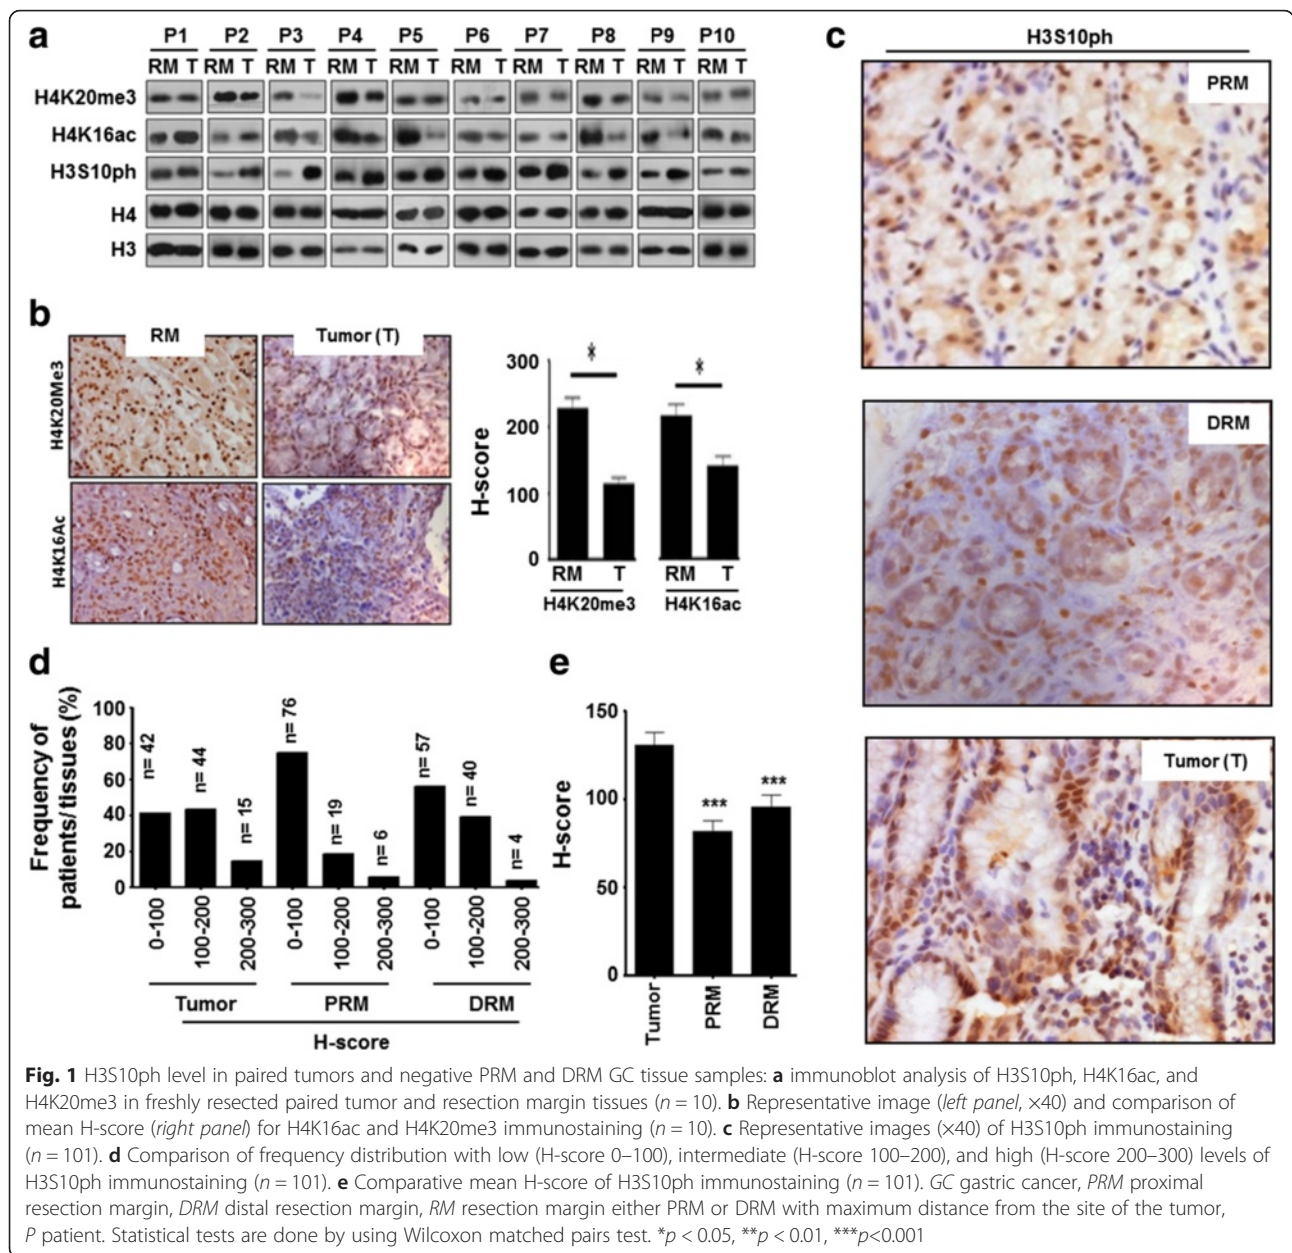 a
P1 P2 P3 P4 P5 P6 P7 P8 P9 P10
RM T RM T RM T RM T RM T RM T RM T RM T RM T RM T
H4K20me3
H4K16ac
H3S10ph
H4
H3
b
RM Tumor (T)
H4K20Me3
H4K16Ac
H-score
300
200
100
0
* *
RM T RM T
H4K20me3 H4K16ac
c
H3S10ph
PRM
DRM
Tumor (T)
d
Frequency of
patients/tissues (%)
100
80
60
40
20
0
n= 42 n= 44 n= 15 n= 76 n= 19 n= 6 n= 57 n= 40 n= 4
0-100 100-200 200-300 0-100 100-200 200-300 0-100 100-200 200-300
Tumor PRM DRM
H-score
e
H-score
150
100
50
0
*** ***
Tumor PRM DRM
Fig. 1 H3S10ph level in paired tumors and negative PRM and DRM GC tissue samples: a immunoblot analysis of H3S10ph, H4K16ac, and
H4K20me3 in freshly resected paired tumor and resection margin tissues (n = 10). b Representative image (left panel, ×40) and comparison of
mean H-score (right panel) for H4K16ac and H4K20me3 immunostaining (n = 10). c Representative images (×40) of H3S10ph immunostaining
(n = 101). d Comparison of frequency distribution with low (H-score 0–100), intermediate (H-score 100–200), and high (H-score 200–300) levels of
H3S10ph immunostaining (n = 101). e Comparative mean H-score of H3S10ph immunostaining (n = 101). GC gastric cancer, PRM proximal
resection margin, DRM distal resection margin, RM resection margin either PRM or DRM with maximum distance from the site of the tumor,
P patient. Statistical tests are done by using Wilcoxon matched pairs test. *p < 0.05, **p < 0.01, ***p<0.001